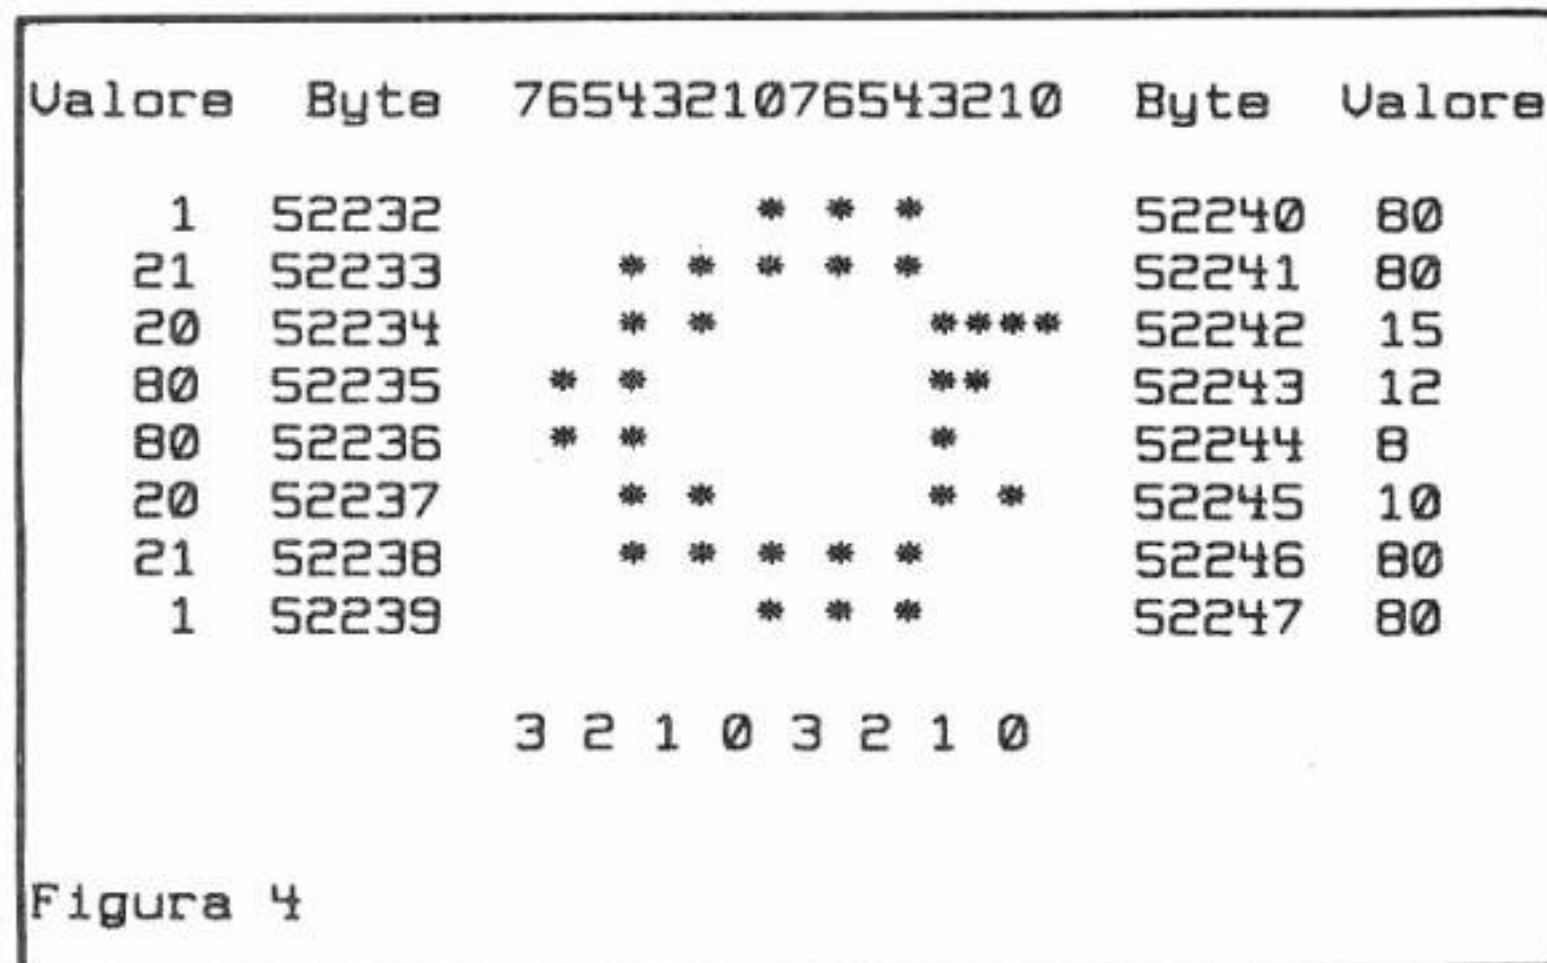 Valore Byte 7654321076543210 Byte Valore
1 52232 * * * 52240 80
21 52233 * * * * * 52241 80
20 52234 * * **** 52242 15
80 52235 * * ** 52243 12
80 52236 * * * 52244 8
20 52237 * * * * 52245 10
21 52238 * * * * * 52246 80
1 52239 * * * 52247 80
3 2 1 0 3 2 1 0
Figura 4